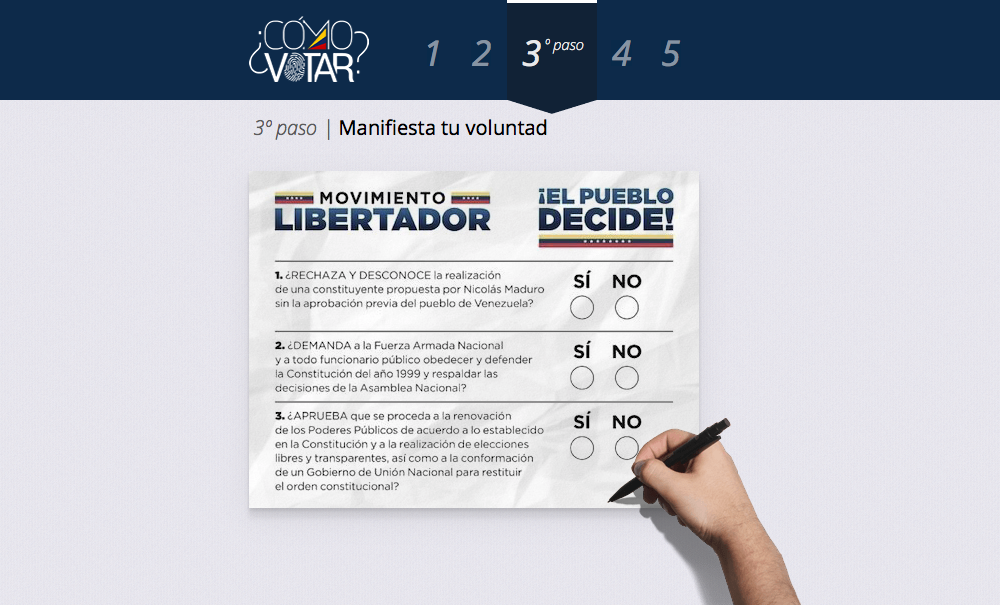 ¿CÓMO
VOTAR?
1 2 3º paso 4 5
3º paso | Manifiesta tu voluntad
MOVIMIENTO
LIBERTADOR
¡EL PUEBLO
DECIDE!
1. ¿RECHAZA Y DESCONOCE la realización
de una constituyente propuesta por Nicolás Maduro
sin la aprobación previa del pueblo de Venezuela?
SÍ NO
2. ¿DEMANDA a la Fuerza Armada Nacional
y a todo funcionario público obedecer y defender
la Constitución del año 1999 y respaldar las
decisiones de la Asamblea Nacional?
SÍ NO
3. ¿APRUEBA que se proceda a la renovación
de los Poderes Públicos de acuerdo a lo establecido
en la Constitución y a la realización de elecciones
libres y transparentes, así como a la conformación
de un Gobierno de Unión Nacional para restituir
el orden constitucional?
SÍ NO